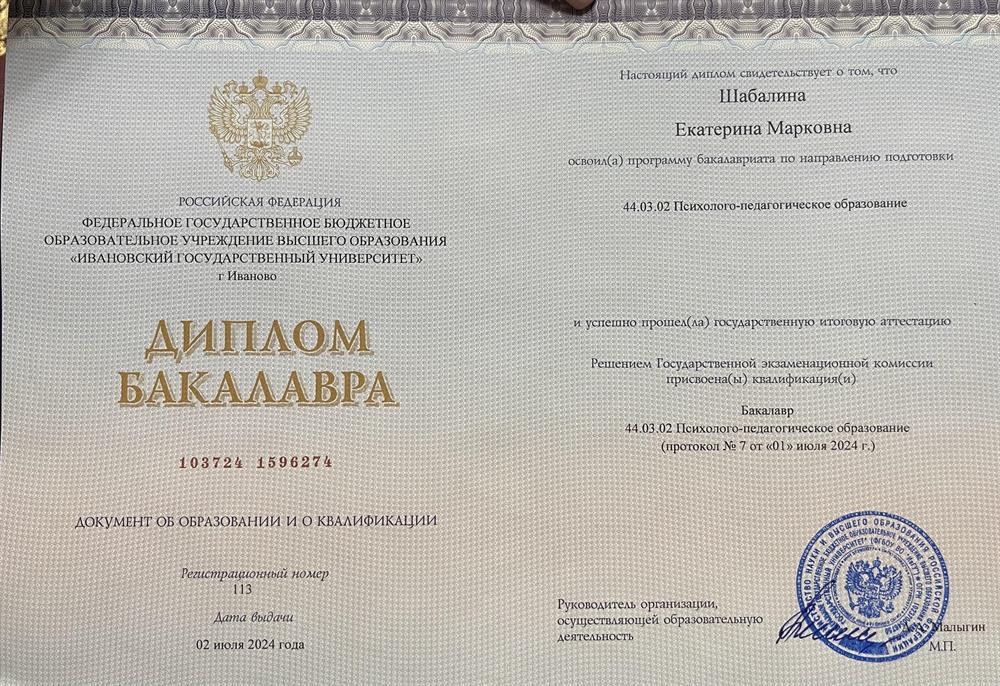 РОССИЙСКАЯ ФЕДЕРАЦИЯ
ФЕДЕРАЛЬНОЕ ГОСУДАРСТВЕННОЕ БЮДЖЕТНОЕ
ОБРАЗОВАТЕЛЬНОЕ УЧРЕЖДЕНИЕ ВЫСШЕГО ОБРАЗОВАНИЯ
«ИВАНОВСКИЙ ГОСУДАРСТВЕННЫЙ УНИВЕРСИТЕТ»
г Иваново
ДИПЛОМ
БАКАЛАВРА
103724 1596274
ДОКУМЕНТ ОБ ОБРАЗОВАНИИ И О КВАЛИФИКАЦИИ
Регистрационный номер
113
Дата выдачи
02 июля 2024 года
Настоящий диплом свидетельствует о том, что
Шабалина
Екатерина Марковна
освоил(а) программу бакалавриата по направлению подготовки
44.03.02 Психолого-педагогическое образование
и успешно прошел(ла) государственную итоговую аттестацию
Решением Государственной экзаменационной комиссии
присвоена(ы) квалификация(и)
Бакалавр
44.03.02 Психолого-педагогическое образование
(протокол № 7 от «01» июля 2024 г.)
Руководитель организации,
осуществляющей образовательную
деятельность
Малыгин
М.П.